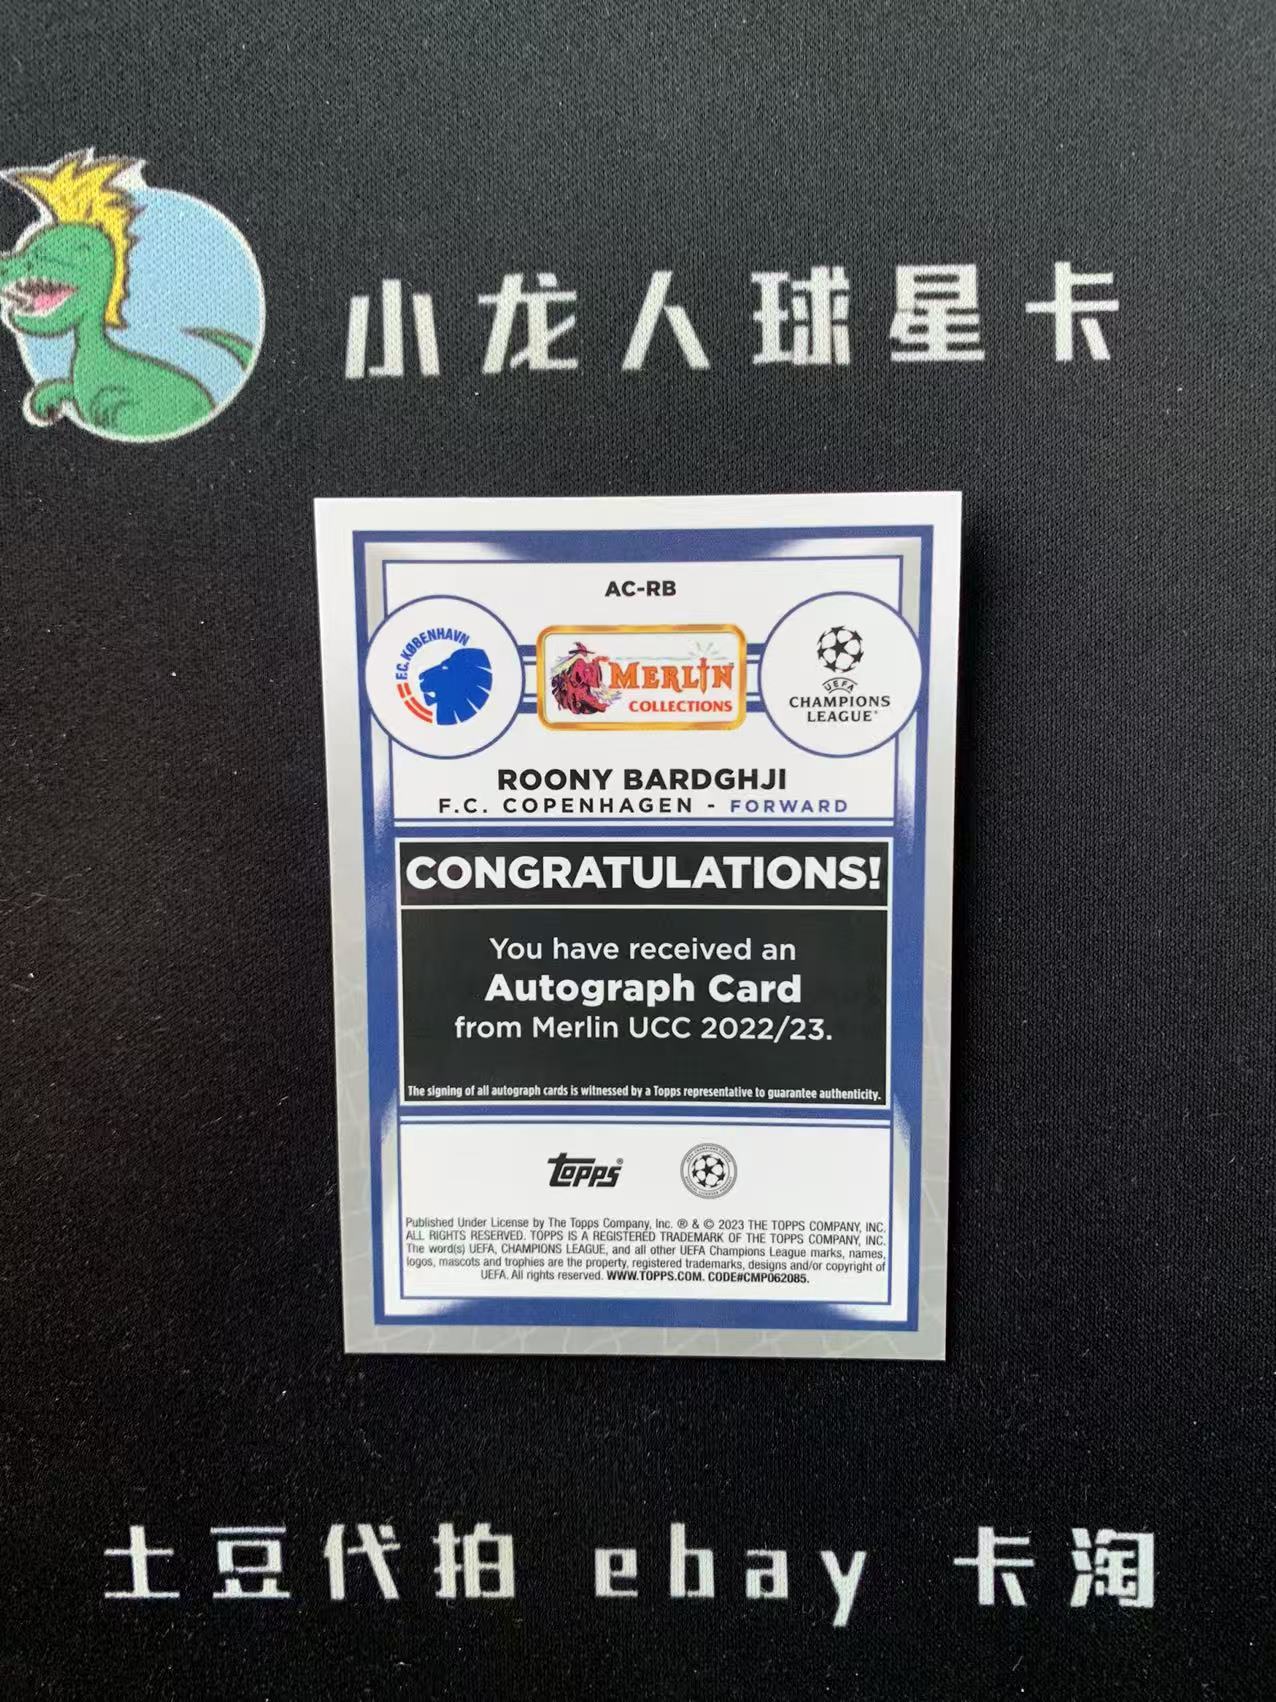 小龙人球星卡
AC-RB
F.C. KØBENHAVN
MERLIN
COLLECTIONS
UEFA
CHAMPIONS
LEAGUE
ROONY BARDGHJI
F.C. COPENHAGEN - FORWARD
CONGRATULATIONS!
You have received an
Autograph Card
from Merlin UCC 2022/23.
The signing of all autograph cards is witnessed by a Topps representative to guarantee authenticity.
topps®
Published Under License by The Topps Company, Inc. ® & © 2023 THE TOPPS COMPANY, INC.
ALL RIGHTS RESERVED. TOPPS IS A REGISTERED TRADEMARK OF THE TOPPS COMPANY, INC.
The word(s) UEFA, CHAMPIONS LEAGUE, and all other UEFA Champions League marks, names,
logos, mascots and trophies are the property, registered trademarks, designs and/or copyright of
UEFA. All rights reserved. WWW.TOPPS.COM. CODE#CMP062085.
土豆代拍 ebay 卡淘